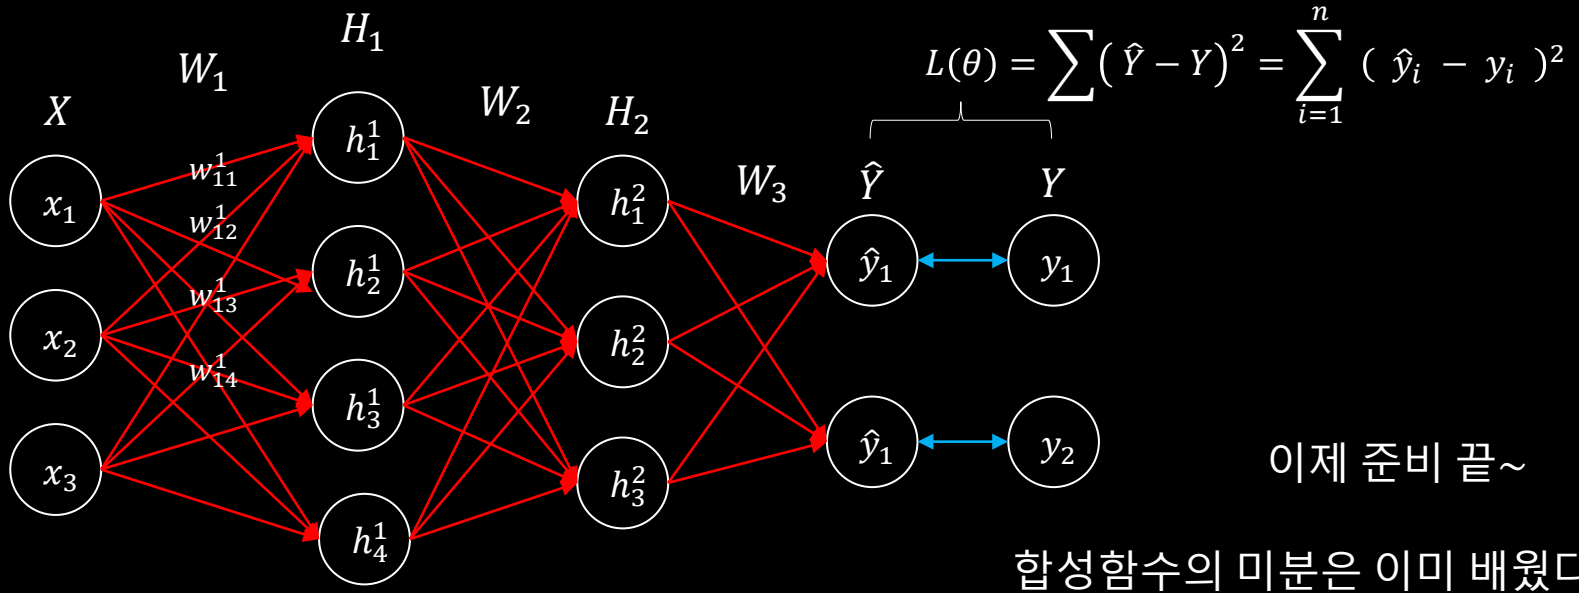 H₁
W₁
X
W₂
H₂
W₃
Ŷ
Y
L(θ) = ∑(Ŷ − Y)² = ∑ᵢ₌₁ⁿ ( ŷᵢ − yᵢ )²
x₁
x₂
x₃
w¹₁₁
w¹₁₂
w¹₁₃
w¹₁₄
h¹₁
h¹₂
h¹₃
h¹₄
h²₁
h²₂
h²₃
ŷ₁
y₁
ŷ₁
y₂
이제 준비 끝~
합성함수의 미분은 이미 배웠다